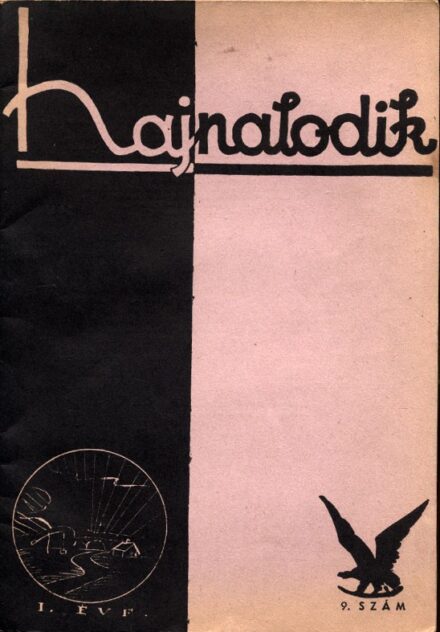 hajnalodik
I. ÉVF.
9. SZÁM